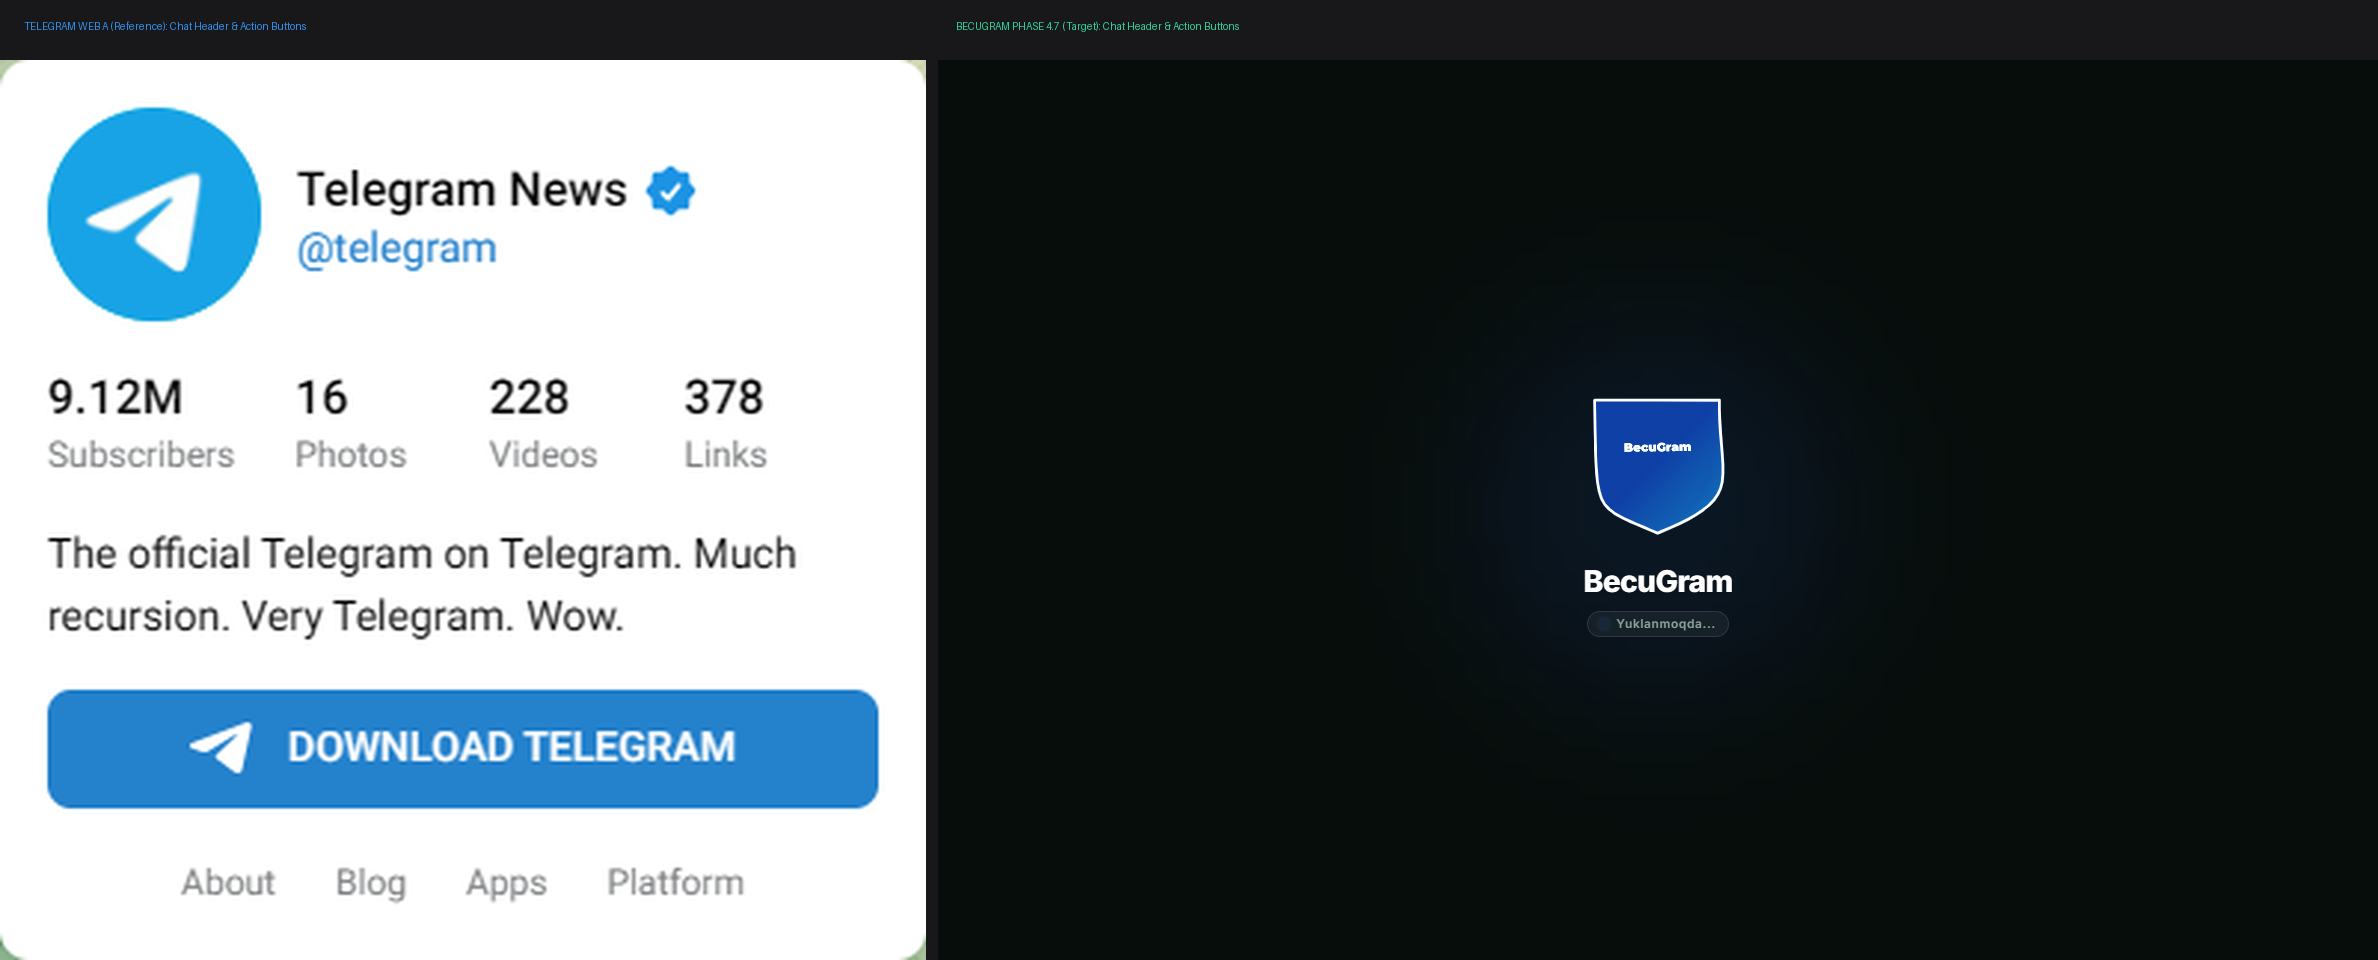 TELEGRAM WEB A (Reference): Chat Header & Action Buttons
BECUGRAM PHASE 4.7 (Target): Chat Header & Action Buttons
Telegram News
@telegram
9.12M 16 228 378
Subscribers Photos Videos Links
The official Telegram on Telegram. Much
recursion. Very Telegram. Wow.
DOWNLOAD TELEGRAM
About Blog Apps Platform
BecuGram
BecuGram
Yuklanmoqda...